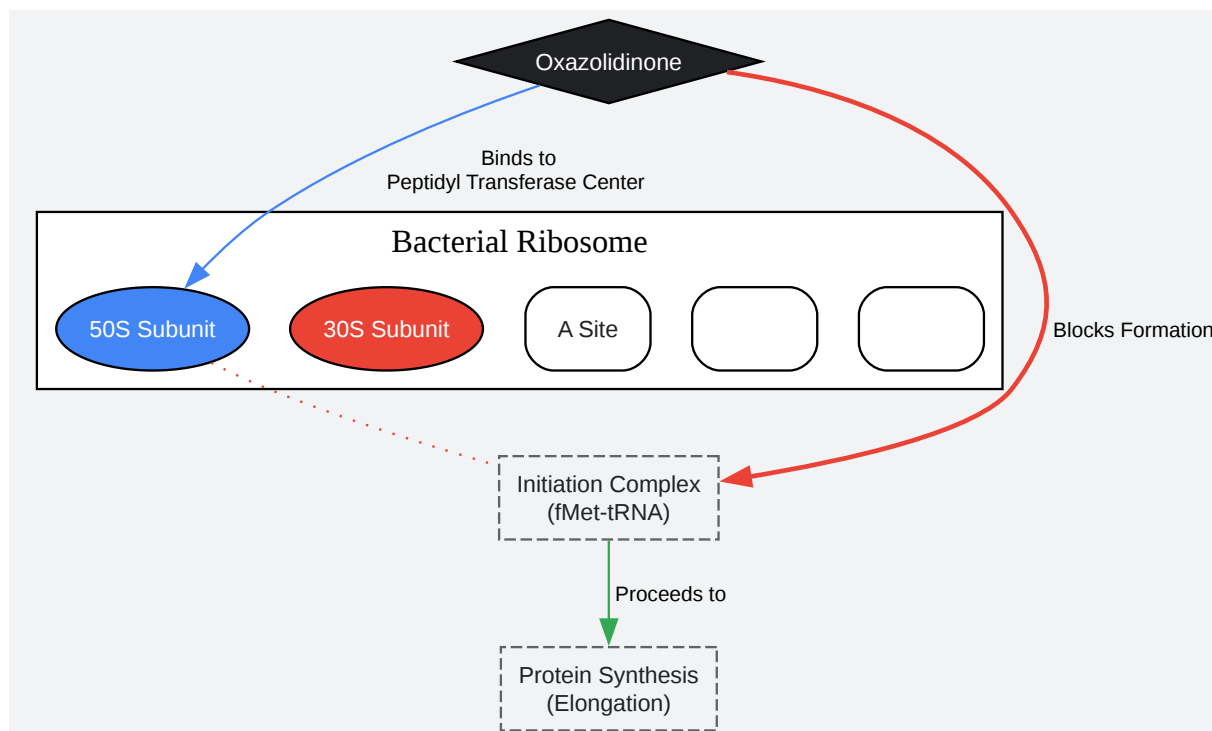 Oxazolidinone
Binds to
Peptidyl Transferase Center
Bacterial Ribosome
50S Subunit
30S Subunit
A Site
Blocks Formation
Initiation Complex
(fMet-tRNA)
Proceeds to
Protein Synthesis
(Elongation)